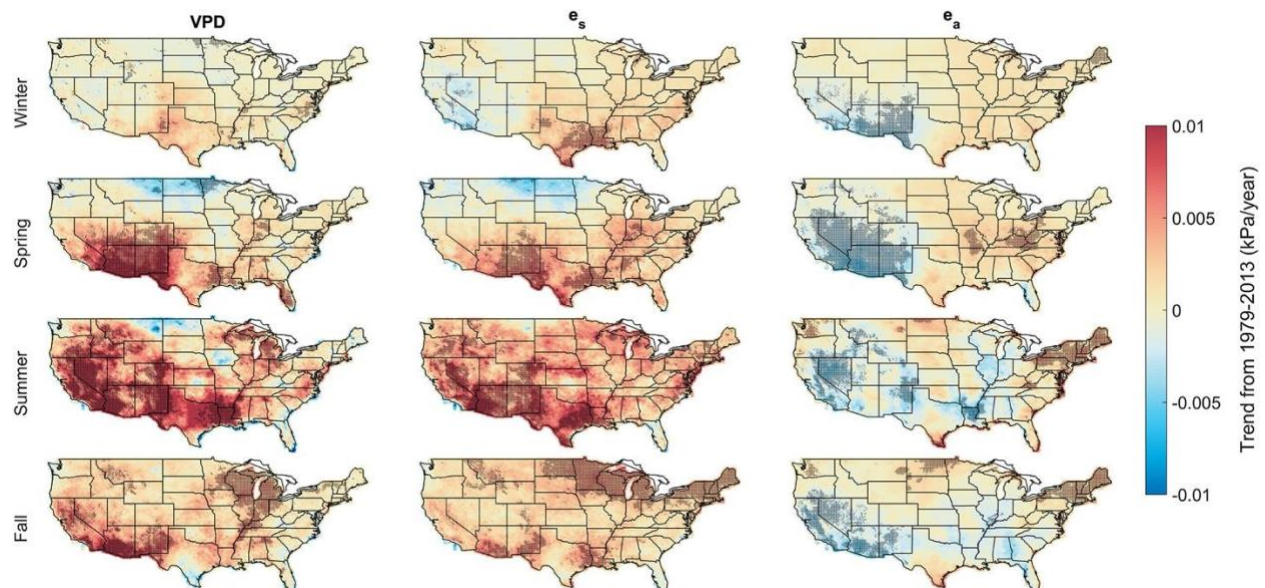 VPD
e_s
e_a
Winter
Spring
Summer
Fall
0.01
0.005
0
-0.005
-0.01
Trend from 1979-2013 (kPa/year)